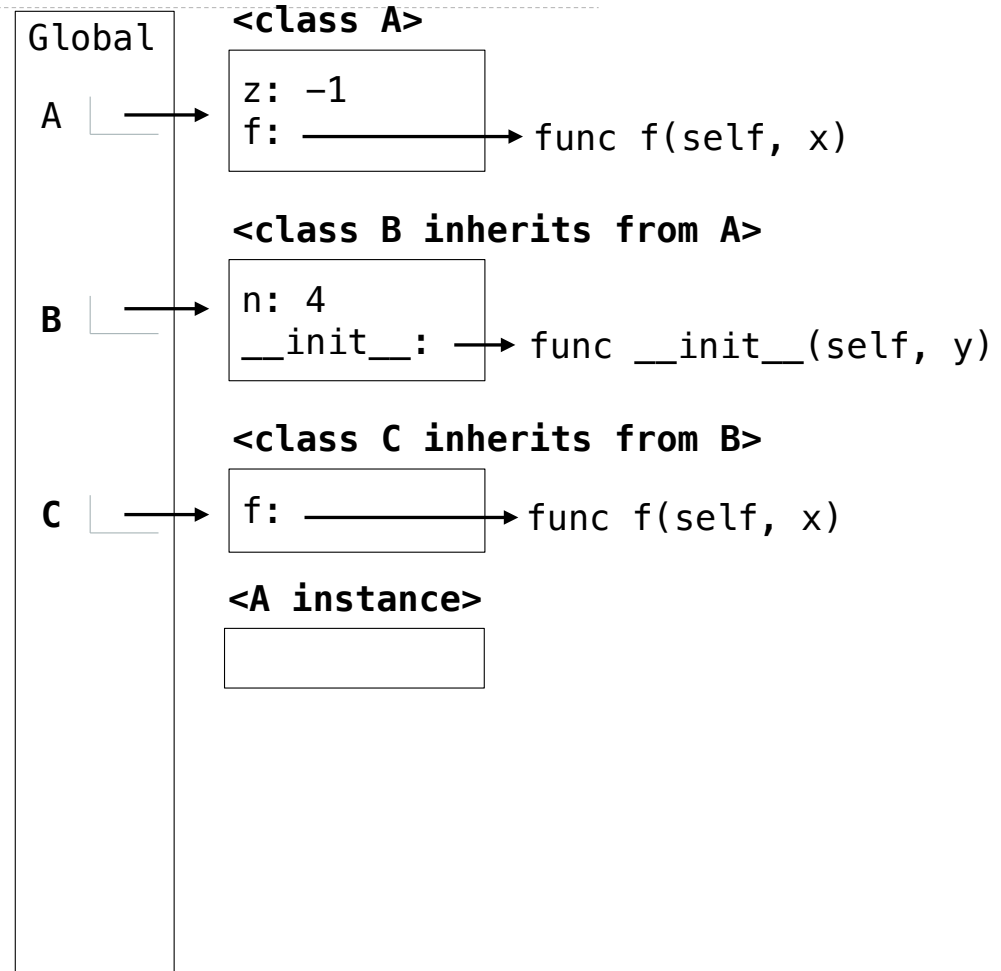 <class A>
Global
z: −1
A
f:
func f(self, x)
<class B inherits from A>
n: 4
B
__init__:
func __init__(self, y)
<class C inherits from B>
C
f:
func f(self, x)
<A instance>